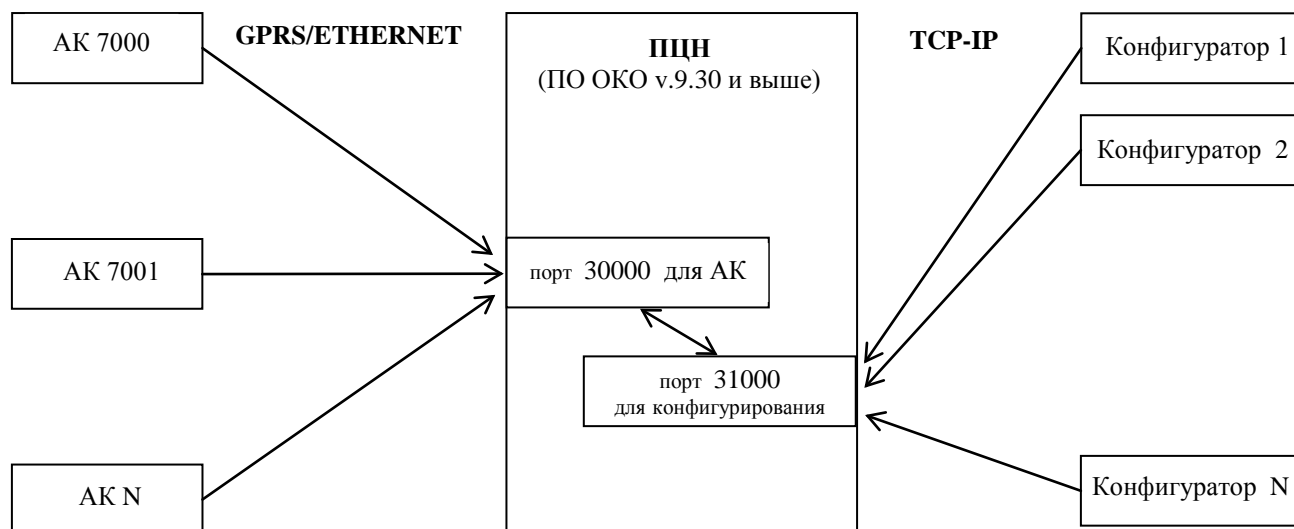 АК 7000
GPRS/ETHERNET
ПЦН
(ПО ОКО v.9.30 и выше)
TCP-IP
Конфигуратор 1
Конфигуратор 2
АК 7001
порт 30000 для АК
порт 31000
для конфигурирования
АК N
Конфигуратор N